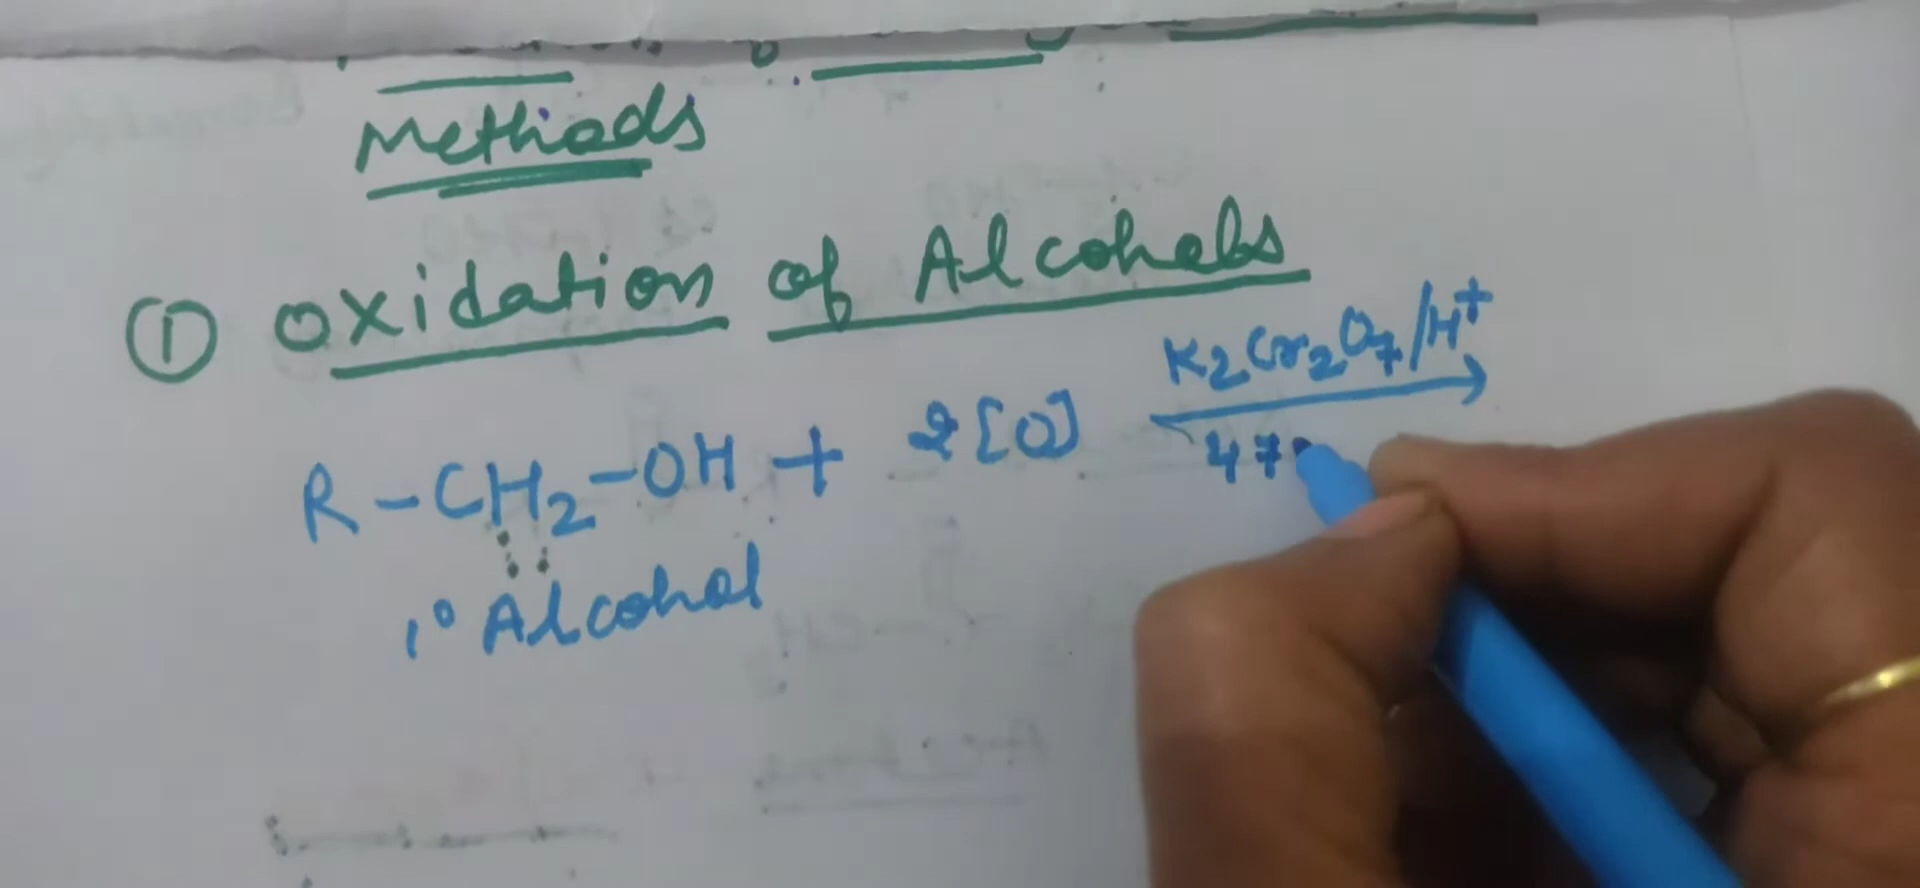 Methods
① Oxidation of Alcohols
R-CH₂-OH + 2[O] K₂Cr₂O₇/H⁺
47
1° Alcohol